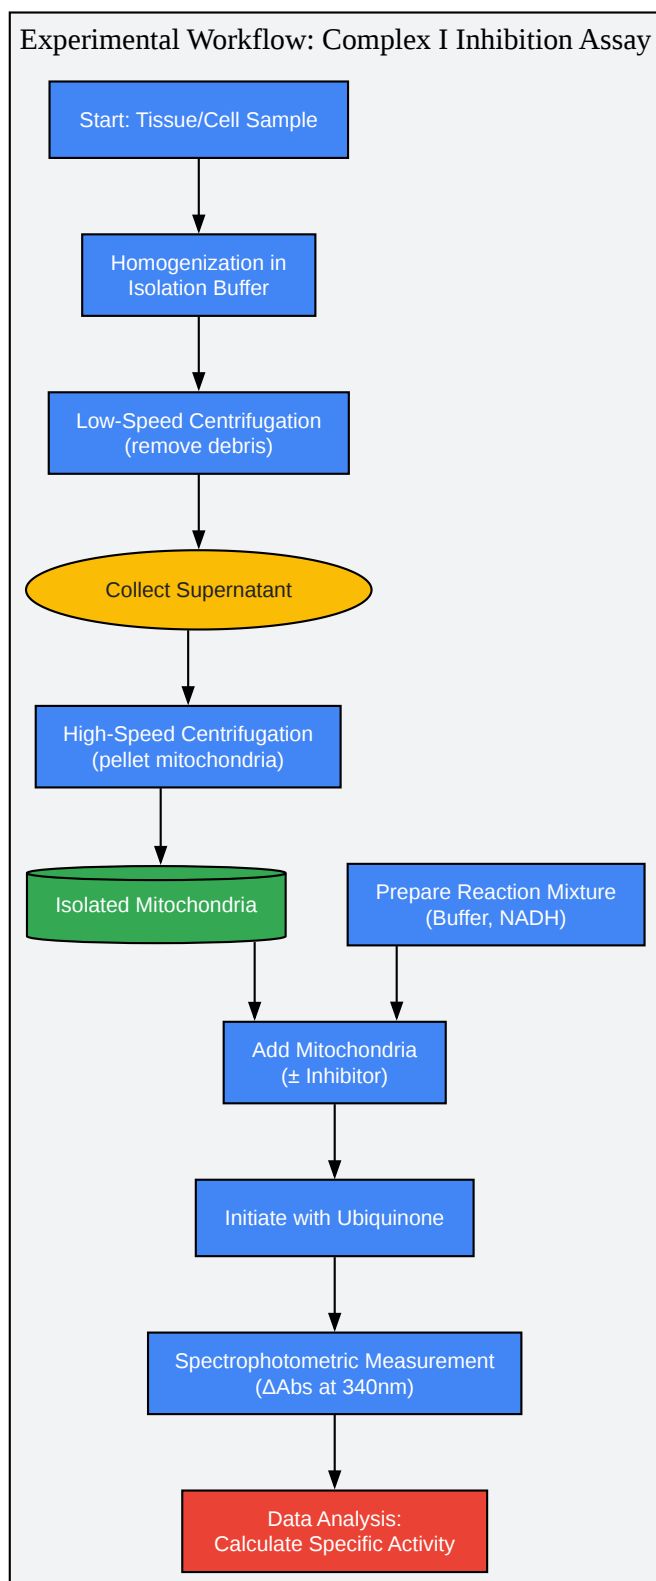 Experimental Workflow: Complex I Inhibition Assay
Start: Tissue/Cell Sample
Homogenization in
Isolation Buffer
Low-Speed Centrifugation
(remove debris)
Collect Supernatant
High-Speed Centrifugation
(pellet mitochondria)
Isolated Mitochondria
Prepare Reaction Mixture
(Buffer, NADH)
Add Mitochondria
(± Inhibitor)
Initiate with Ubiquinone
Spectrophotometric Measurement
(ΔAbs at 340nm)
Data Analysis:
Calculate Specific Activity